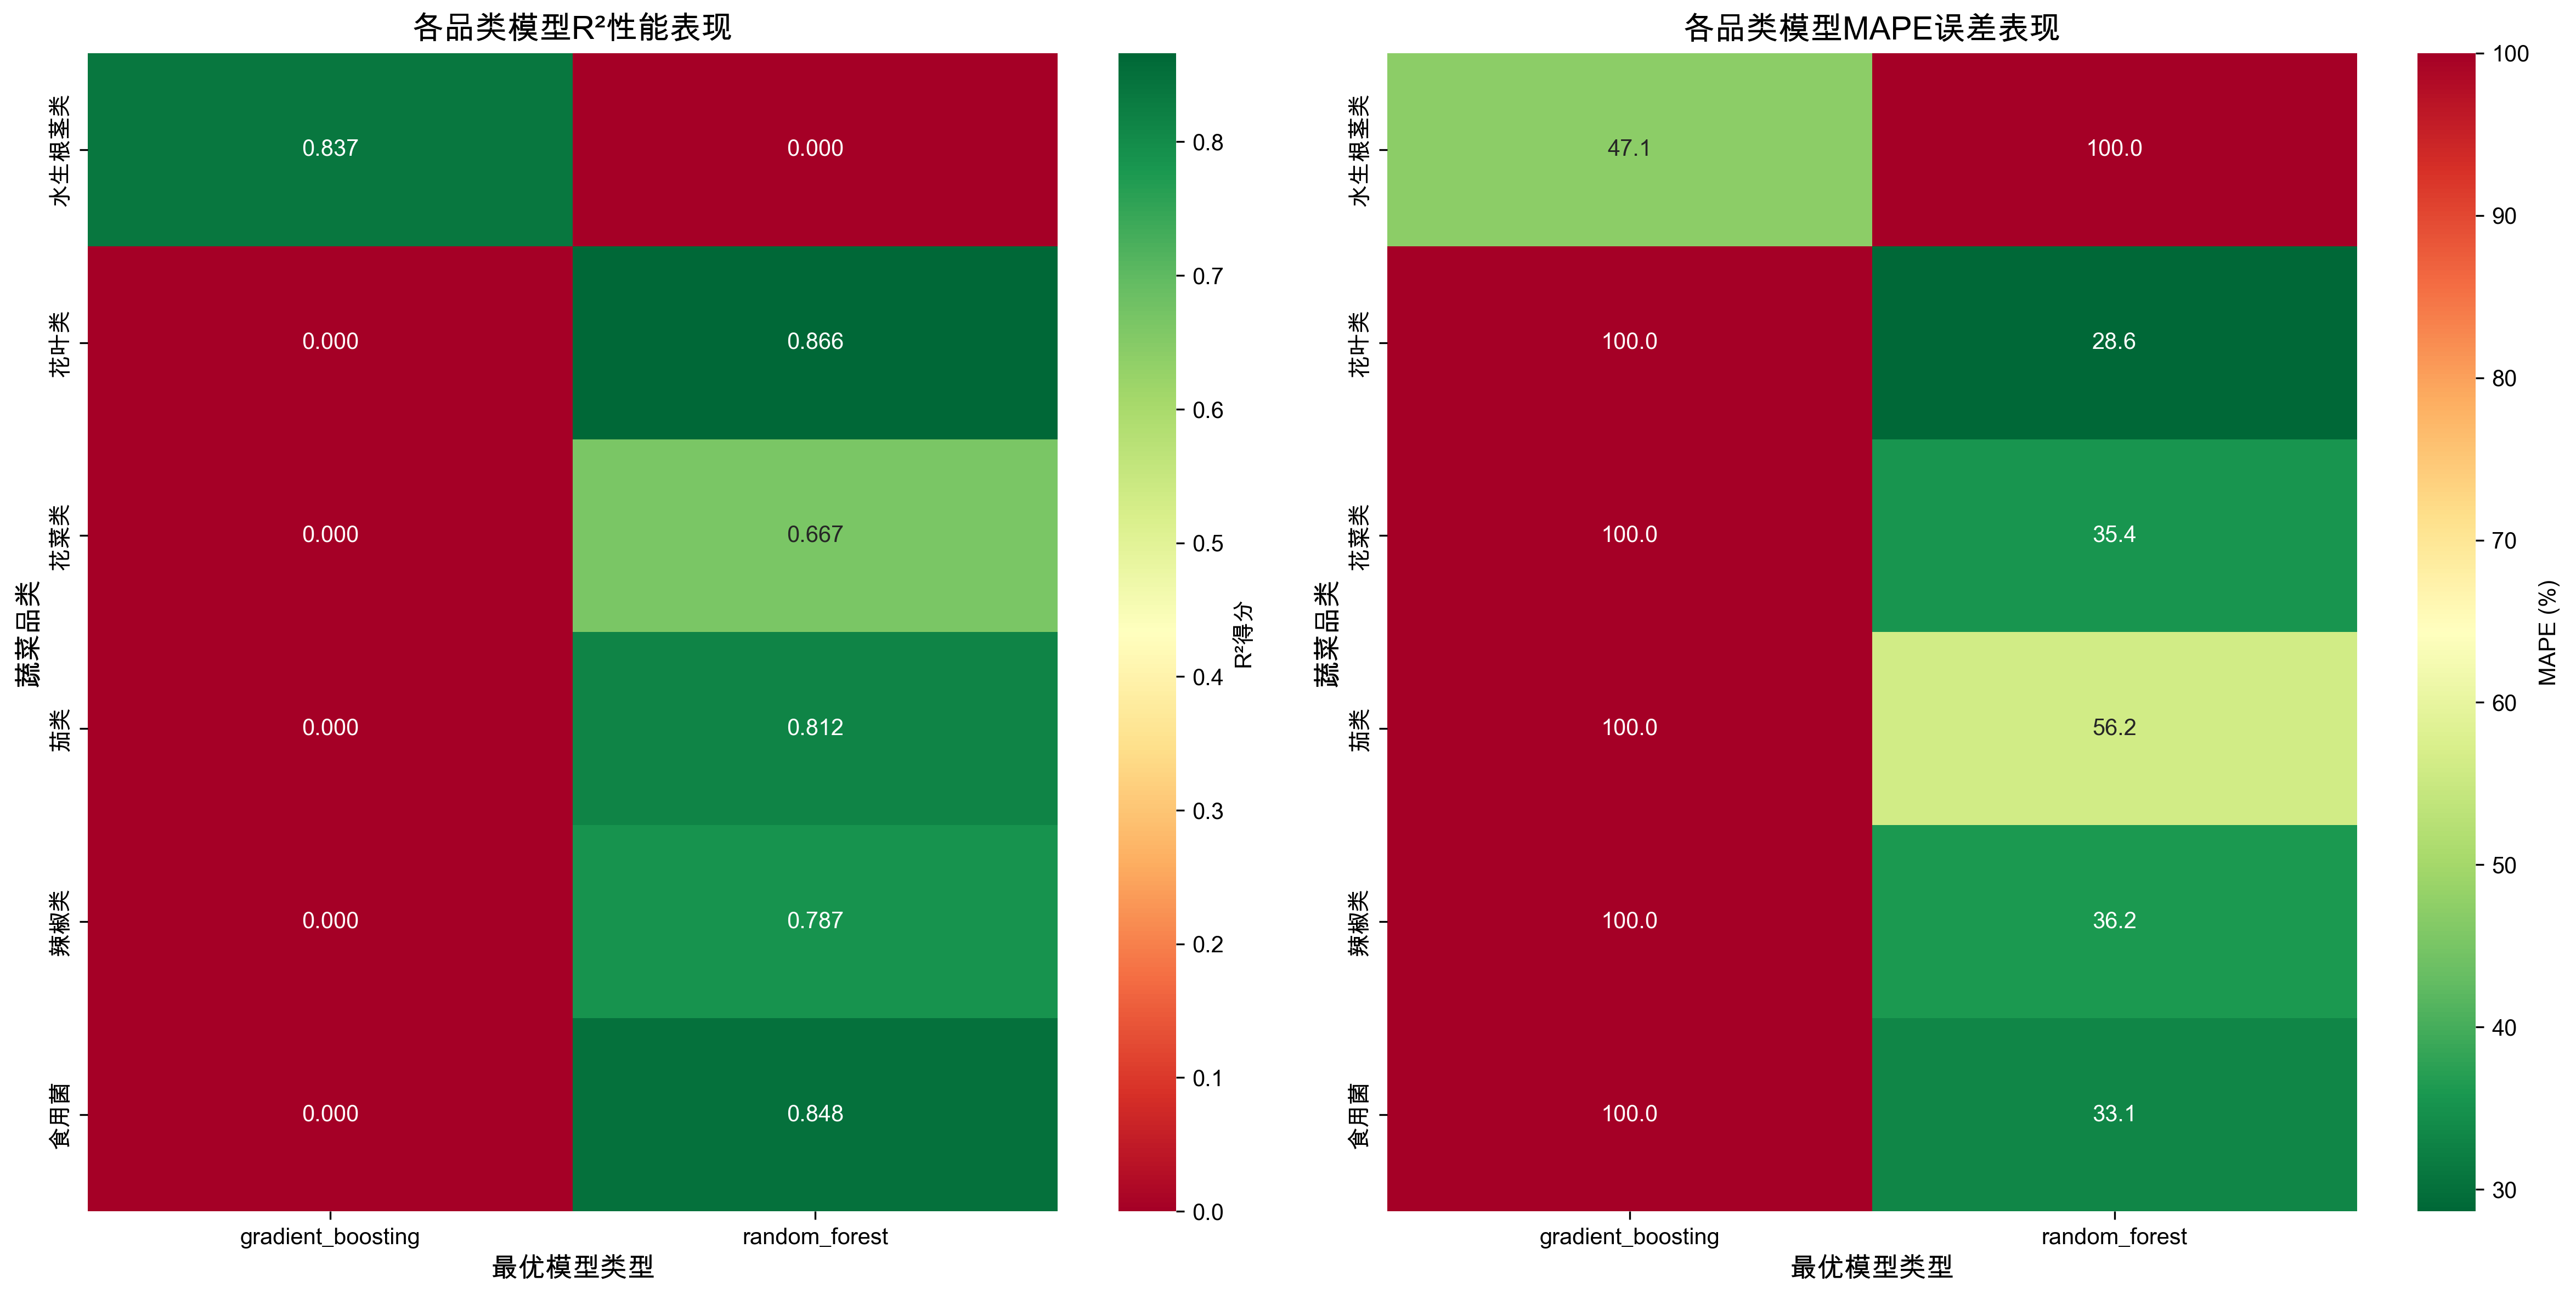 各品类模型R²性能表现
蔬菜品类
水生根茎类
花叶类
花菜类
茄类
辣椒类
食用菌
0.837 0.000
0.000 0.866
0.000 0.667
0.000 0.812
0.000 0.787
0.000 0.848
gradient_boosting random_forest
最优模型类型
0.8
0.7
0.6
0.5
0.4
0.3
0.2
0.1
0.0
R²得分
各品类模型MAPE误差表现
蔬菜品类
水生根茎类
花叶类
花菜类
茄类
辣椒类
食用菌
47.1 100.0
100.0 28.6
100.0 35.4
100.0 56.2
100.0 36.2
100.0 33.1
gradient_boosting random_forest
最优模型类型
100
90
80
70
60
50
40
30
MAPE (%)